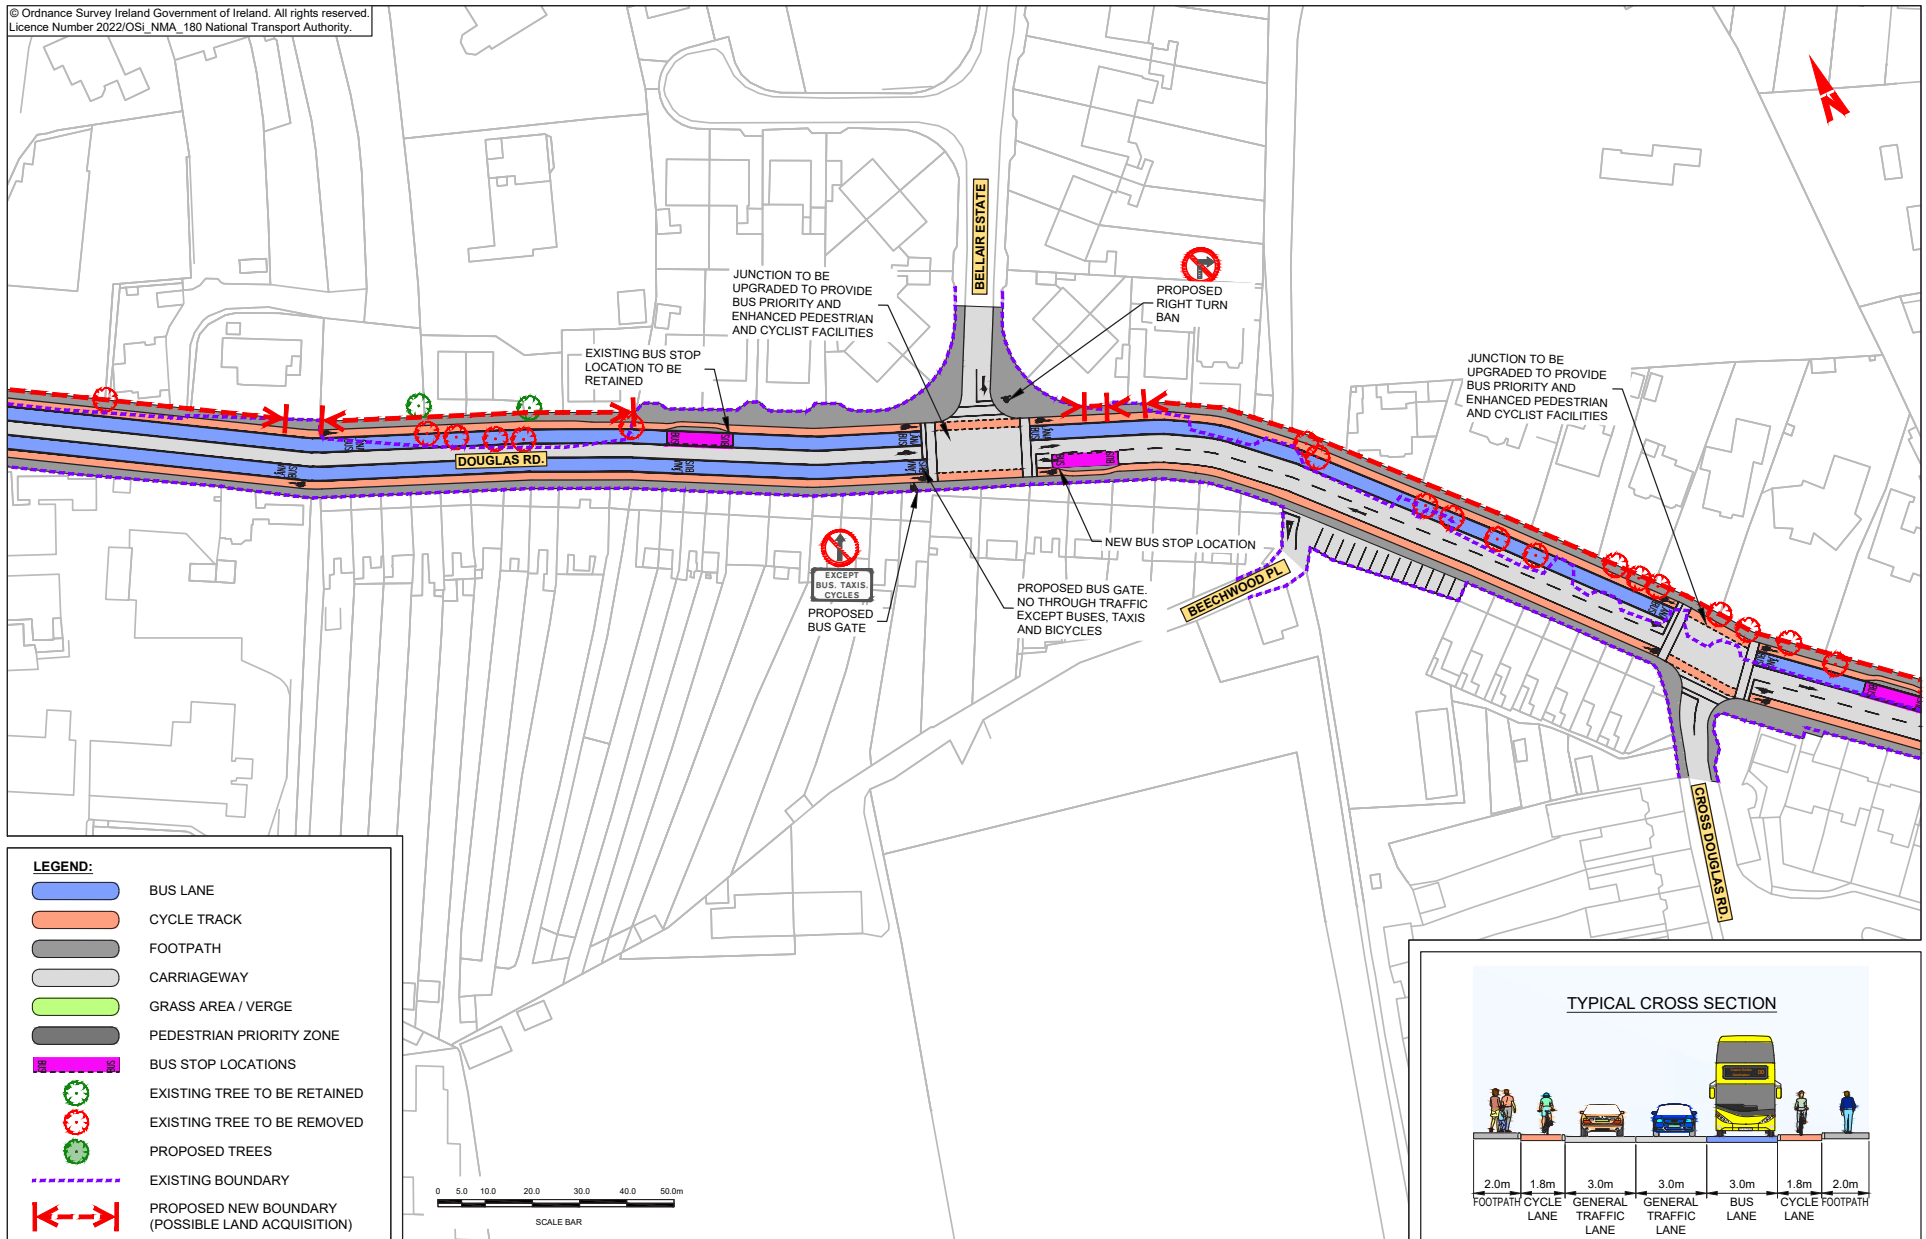 © Ordnance Survey Ireland Government of Ireland. All rights reserved.
Licence Number 2022/OSi_NMA_180 National Transport Authority.
BELLAIR ESTATE
JUNCTION TO BE
UPGRADED TO PROVIDE
BUS PRIORITY AND
ENHANCED PEDESTRIAN
AND CYCLIST FACILITIES
PROPOSED
RIGHT TURN
BAN
EXISTING BUS STOP
LOCATION TO BE
RETAINED
JUNCTION TO BE
UPGRADED TO PROVIDE
BUS PRIORITY AND
ENHANCED PEDESTRIAN
AND CYCLIST FACILITIES
DOUGLAS RD.
NEW BUS STOP LOCATION
EXCEPT
BUS, TAXIS,
CYCLES
PROPOSED
BUS GATE
PROPOSED BUS GATE.
NO THROUGH TRAFFIC
EXCEPT BUSES, TAXIS
AND BICYCLES
BEECHWOOD PL
CROSS DOUGLAS RD.
LEGEND:
BUS LANE
CYCLE TRACK
FOOTPATH
CARRIAGEWAY
GRASS AREA / VERGE
PEDESTRIAN PRIORITY ZONE
BUS STOP LOCATIONS
EXISTING TREE TO BE RETAINED
EXISTING TREE TO BE REMOVED
PROPOSED TREES
EXISTING BOUNDARY
PROPOSED NEW BOUNDARY
(POSSIBLE LAND ACQUISITION)
0 5.0 10.0 20.0 30.0 40.0 50.0m
SCALE BAR
TYPICAL CROSS SECTION
2.0m 1.8m 3.0m 3.0m 3.0m 1.8m 2.0m
FOOTPATH CYCLE LANE GENERAL TRAFFIC LANE GENERAL TRAFFIC LANE BUS LANE CYCLE LANE FOOTPATH